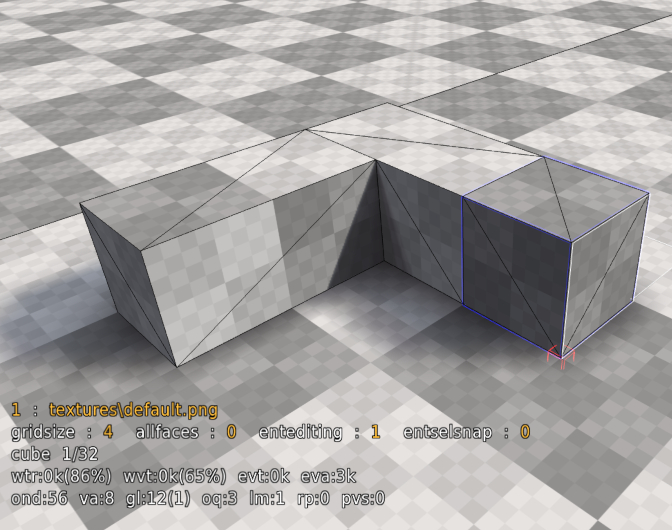 1 : textures\default.png
gridsize : 4 allfaces : 0 entediting : 1 entselsnap : 0
cube 1/32
wtr:0k(86%) wvt:0k(65%) evt:0k eva:3k
ond:56 va:8 gl:12(1) oq:3 lm:1 rp:0 pvs:0